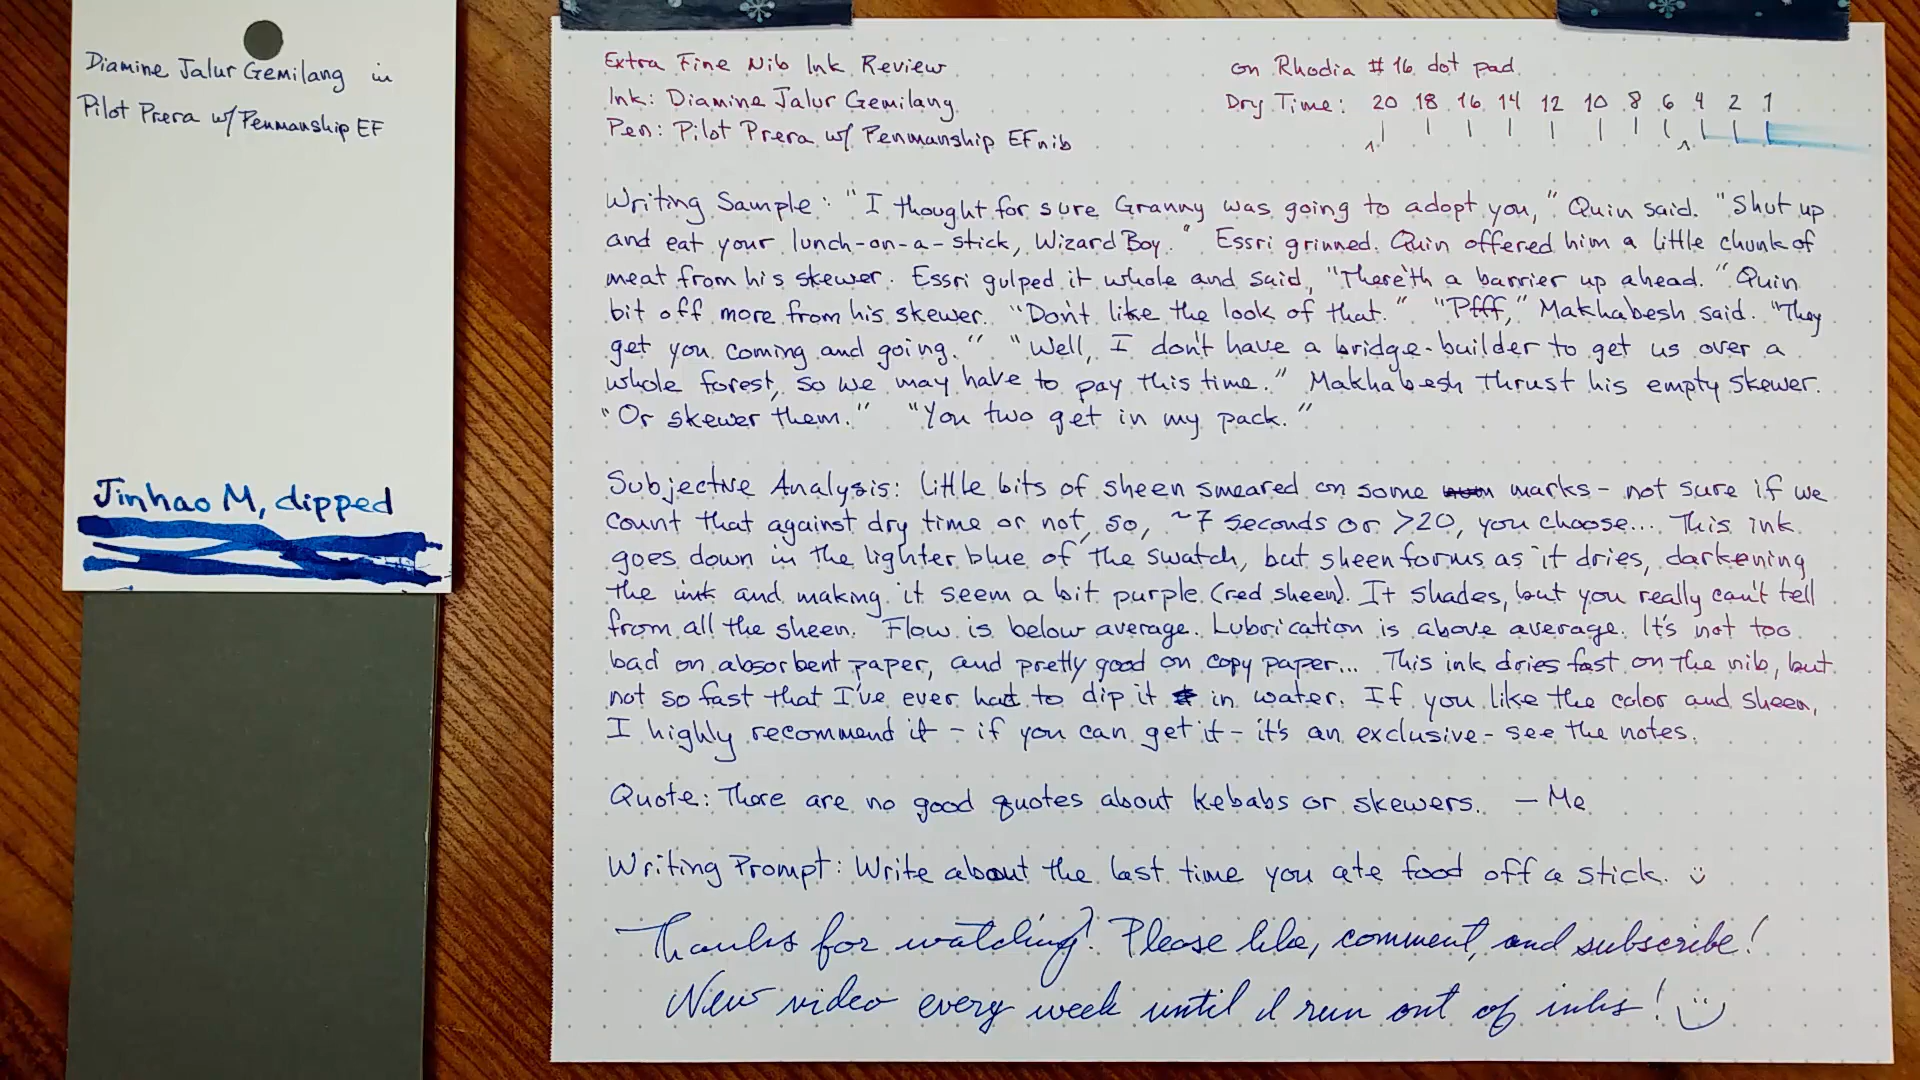 Diamine Jalur Gemilang in
Pilot Prera w/ Penmanship EF
Jinhao M, dipped
Extra Fine Nib Ink Review
Ink: Diamine Jalur Gemilang
Pen: Pilot Prera w/ Penmanship EF nib
on Rhodia #16 dot pad
Dry Time: 20 18 16 14 12 10 8 6 4 2 1
Writing Sample: "I thought for sure Granny was going to adopt you," Quin said. "Shut up
and eat your lunch-on-a-stick, Wizard Boy." Essri grinned. Quin offered him a little chunk of
meat from his skewer. Essri gulped it whole and said, "There'th a barrier up ahead." Quin
bit off more from his skewer. "Don't like the look of that." "Pfff," Makhabesh said. "They
get you coming and going." "Well, I don't have a bridge-builder to get us over a
whole forest, so we may have to pay this time." Makhabesh thrust his empty skewer.
"Or skewer them." "You two get in my pack."
Subjective Analysis: Little bits of sheen smeared on some marks - not sure if we
count that against dry time or not, so, ~7 seconds or >20, you choose... This ink
goes down in the lighter blue of the swatch, but sheen forms as it dries, darkening
the ink and making it seem a bit purple (red sheen). It shades, but you really can't tell
from all the sheen. Flow is below average. Lubrication is above average. It's not too
bad on absorbent paper, and pretty good on copy paper... This ink dries fast on the nib, but
not so fast that I've ever had to dip it in water. If you like the color and sheen,
I highly recommend it - if you can get it - it's an exclusive - see the notes.
Quote: There are no good quotes about kebabs or skewers. - Me
Writing Prompt: Write about the last time you ate food off a stick. :)
Thanks for watching! Please like, comment, and subscribe!
New video every week until I run out of inks! :)